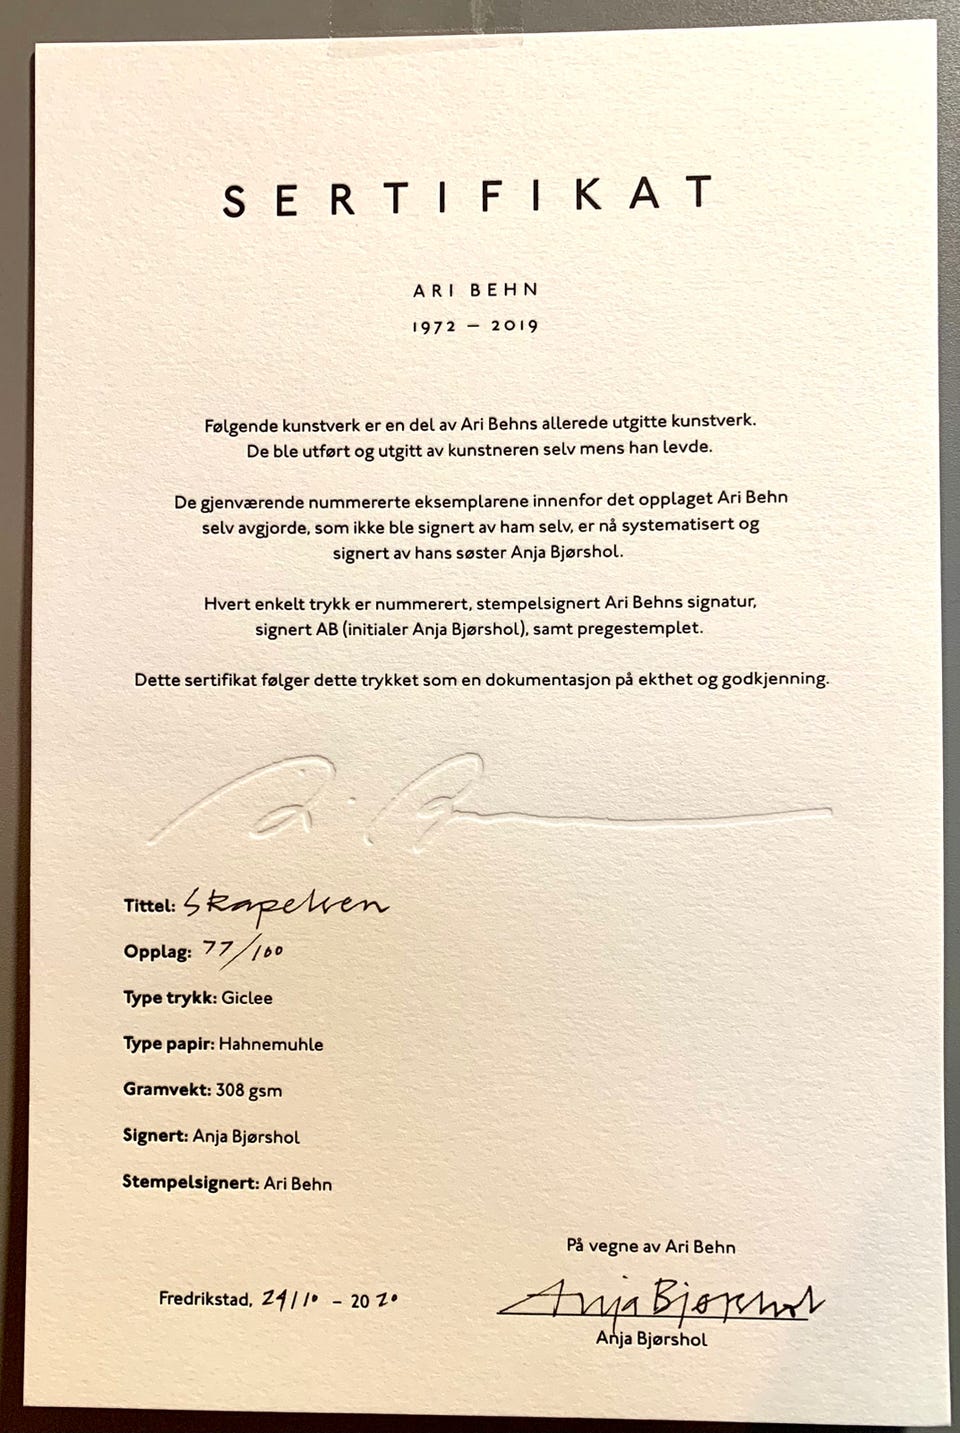 SERTIFIKAT
ARI BEHN
1972 – 2019
Følgende kunstverk er en del av Ari Behns allerede utgitte kunstverk.
De ble utført og utgitt av kunstneren selv mens han levde.
De gjenværende nummererte eksemplarene innenfor det opplaget Ari Behn
selv avgjorde, som ikke ble signert av ham selv, er nå systematisert og
signert av hans søster Anja Bjørshol.
Hvert enkelt trykk er nummerert, stempelsignert Ari Behns signatur,
signert AB (initialer Anja Bjørshol), samt pregestemplet.
Dette sertifikat følger dette trykket som en dokumentasjon på ekthet og godkjenning.
Tittel: Skapelsen
Opplag: 77/100
Type trykk: Giclee
Type papir: Hahnemuhle
Gramvekt: 308 gsm
Signert: Anja Bjørshol
Stempelsignert: Ari Behn
På vegne av Ari Behn
Fredrikstad, 24/10 – 2020
Anja Bjørshol
Anja Bjørshol